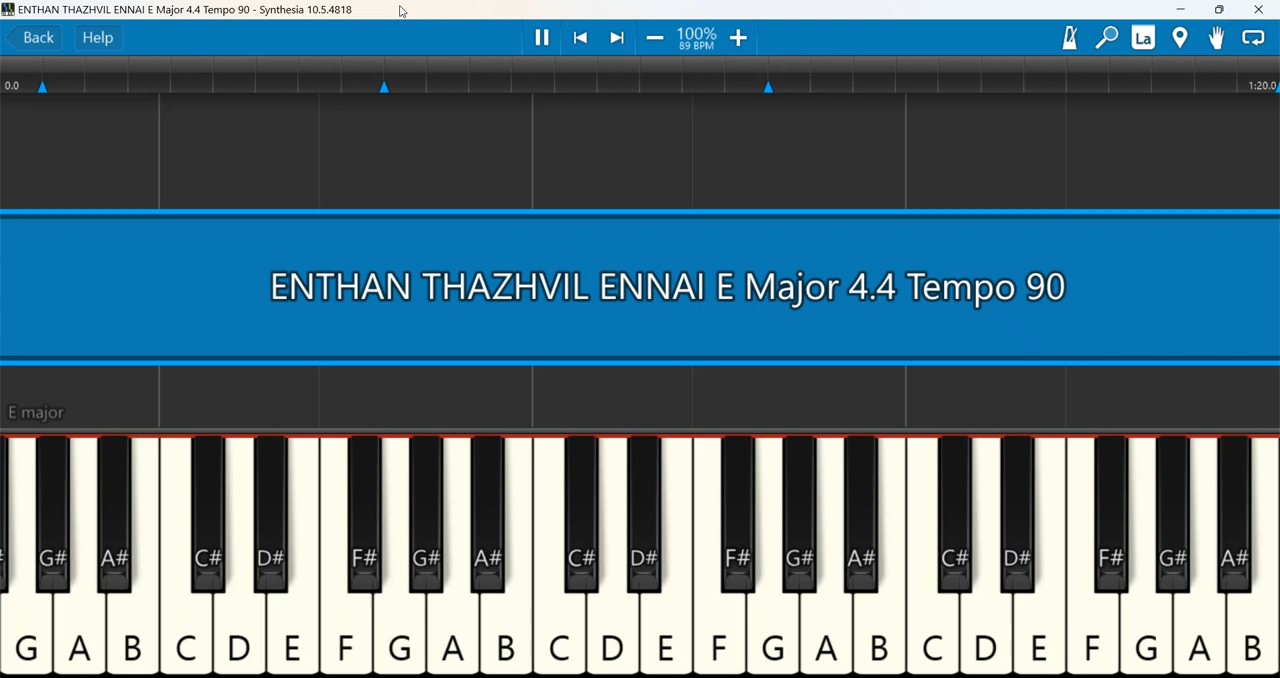 ENTHAN THAZHVIL ENNAI E Major 4.4 Tempo 90 - Synthesia 10.5.4818
Back Help 100% La
89 BPM
0.0 1:20.0
ENTHAN THAZHVIL ENNAI E Major 4.4 Tempo 90
E major
G# A# C# D# F# G# A# C# D# F# G# A# C# D# F# G# A#
G A B C D E F G A B C D E F G A B C D E F G A B